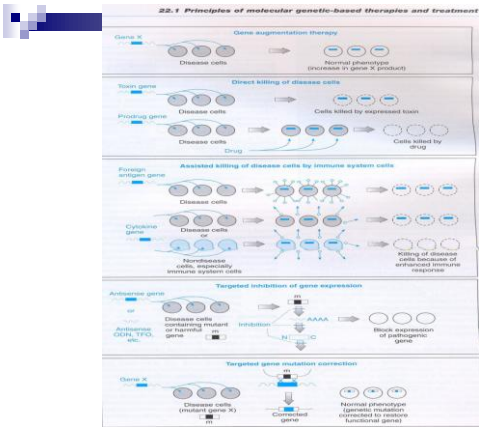 22.1 Principles of molecular genetic-based therapies and treatment
Gene augmentation therapy
Gene X
Disease cells
Normal phenotype
(increase in gene X product)
Direct killing of disease cells
Toxin gene
Disease cells
Cells killed by expressed toxin
Prodrug gene
Disease cells
Drug
Cells killed by
drug
Assisted killing of disease cells by immune system cells
Foreign
antigen gene
Disease cells
Cytokine
gene
Disease cells
or
Nondisease
cells, especially
immune system cells
Killing of disease
cells because of
enhanced immune
response
Targeted inhibition of gene expression
Antisense gene
or
Antisense
ODN, TFO,
etc.
Disease cells
containing mutant
or harmful
gene
m
m
Inhibition
AAAA
N
C
Block expression
of pathogenic
gene
Targeted gene mutation correction
Gene X
Disease cells
(mutant gene X)
m
m
Corrected
gene
Normal phenotype
(genetic mutation
corrected to restore
functional gene)